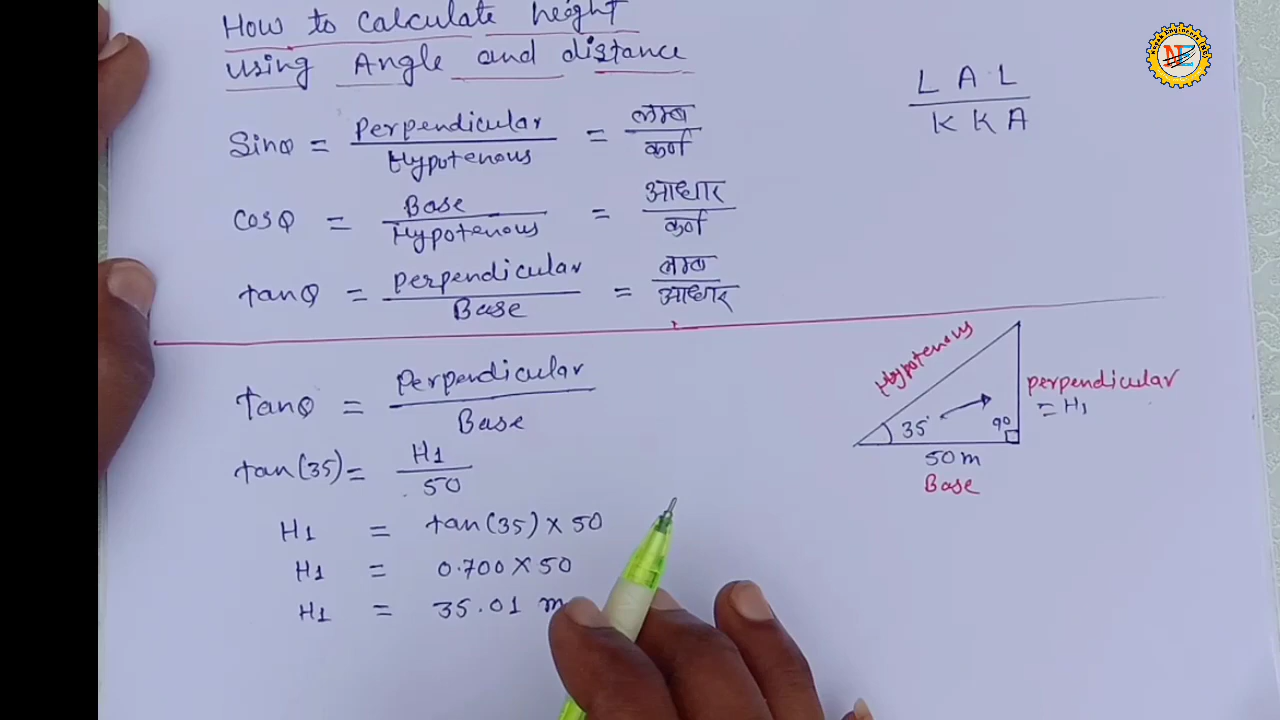 How to calculate height
using Angle and distance
Sinθ = Perpendicular / Hypotenous = लम्ब / कर्ण
Cosθ = Base / Hypotenous = आधार / कर्ण
tanθ = Perpendicular / Base = लम्ब / आधार
L A L
K K A
tanθ = Perpendicular / Base
tan(35) = H1 / 50
H1 = tan(35) × 50
H1 = 0.700 × 50
H1 = 35.01 m
Hypotenous
perpendicular
= H1
35°
90
50 m
Base
NE